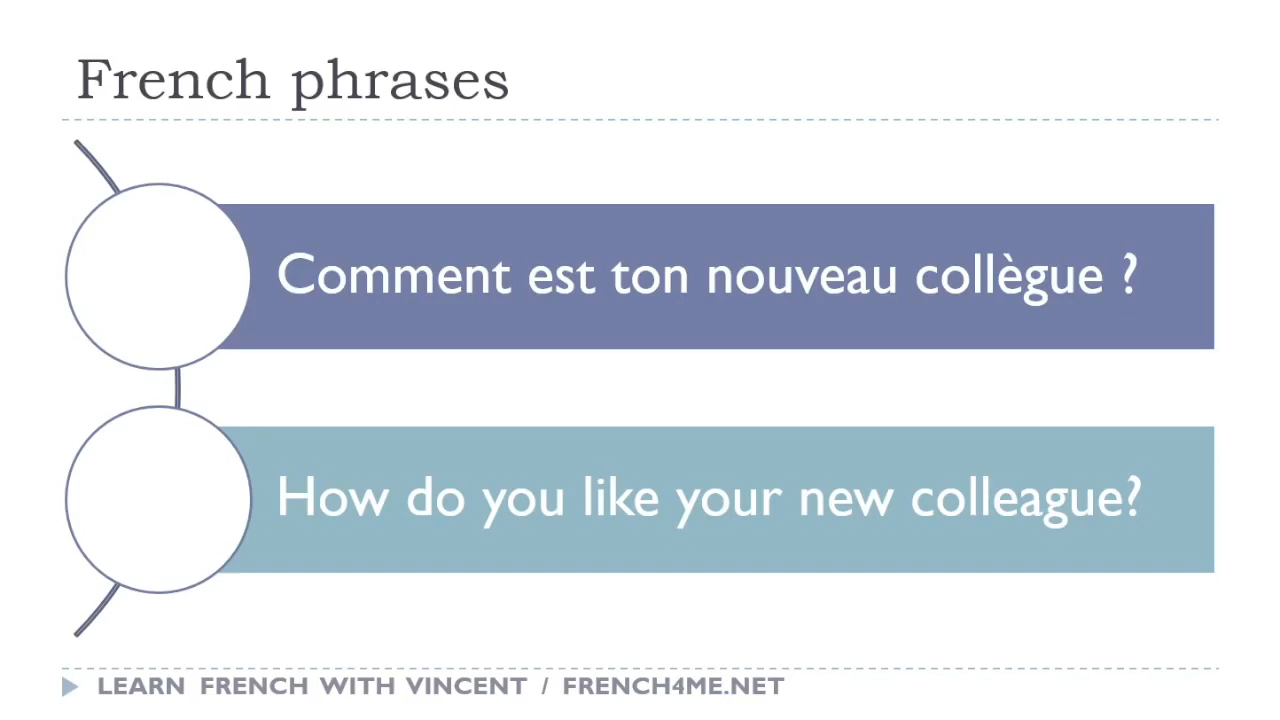 French phrases
Comment est ton nouveau collègue ?
How do you like your new colleague?
LEARN FRENCH WITH VINCENT / FRENCH4ME.NET